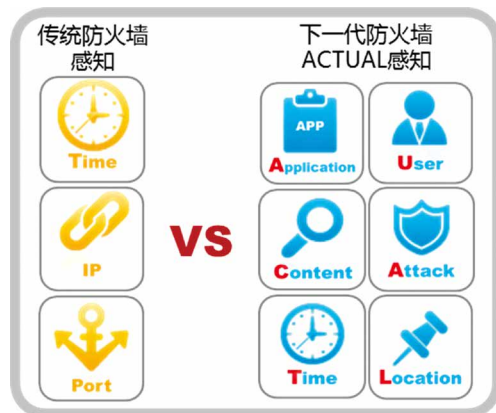 传统防火墙
感知
Time
IP
Port
VS
下一代防火墙
ACTUAL感知
APP
Application
User
Content
Attack
Time
Location